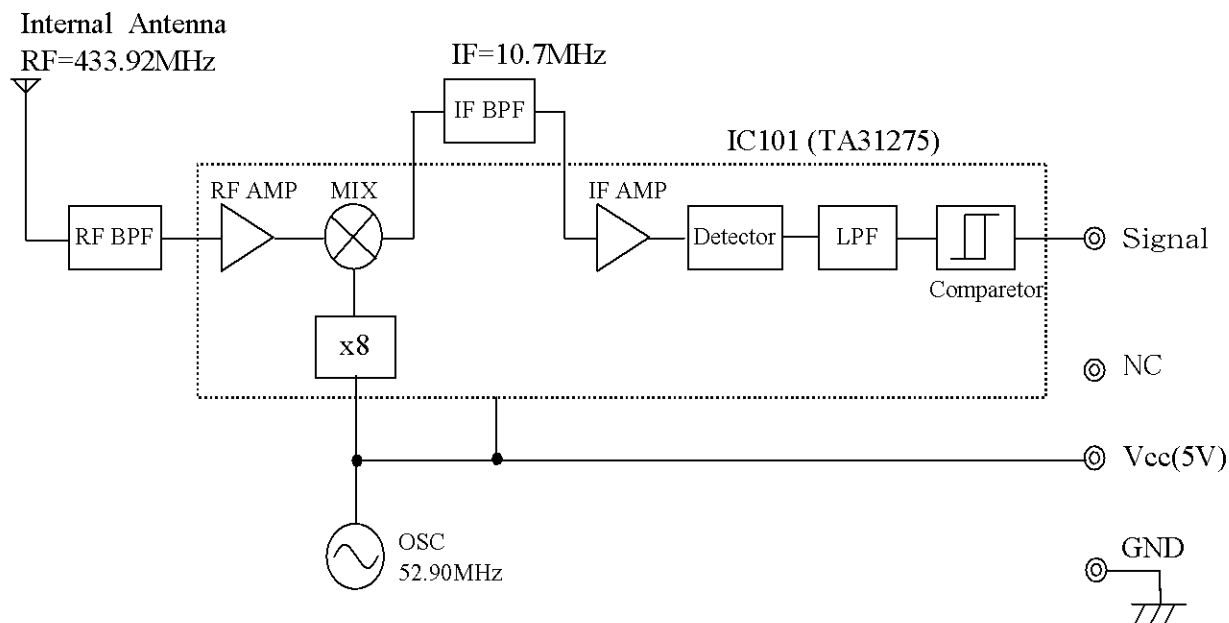 Internal Antenna
RF=433.92MHz
IF=10.7MHz
IF BPF
IC101 (TA31275)
RF AMP
MIX
IF AMP
RF BPF
Detector
LPF
Comparetor
Signal
x8
NC
Vcc(5V)
OSC
52.90MHz
GND